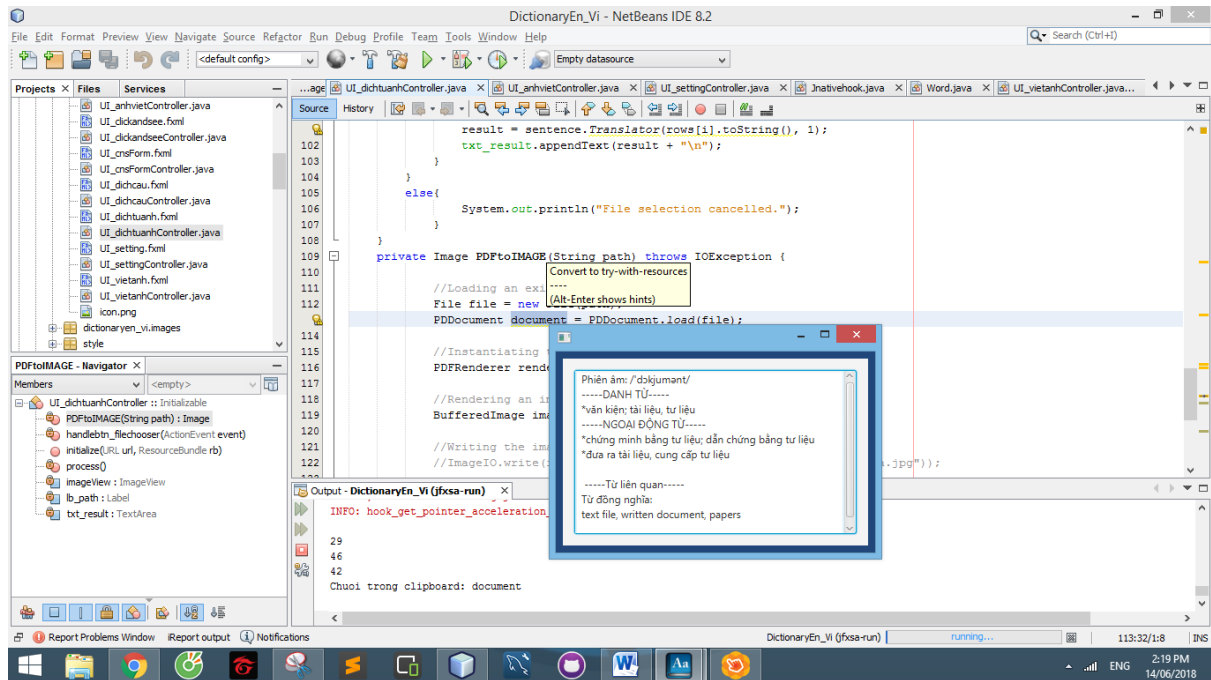 DictionaryEn_Vi - NetBeans IDE 8.2
File Edit Format Preview View Navigate Source Refactor Run Debug Profile Team Tools Window Help
Search (Ctrl+I)
<default config>
Empty datasource
Projects Files Services
UI_anhvietController.java
UI_dickandsee.fxml
UI_dickandseeController.java
UI_cnsForm.fxml
UI_cnsFormController.java
UI_dichcau.fxml
UI_dichcauController.java
UI_dichtuanh.fxml
UI_dichtuanhController.java
UI_setting.fxml
UI_settingController.java
UI_vietanh.fxml
UI_vietanhController.java
icon.png
dictionaryen_vi.images
style
PDFtoIMAGE - Navigator
Members <empty>
UI_dichtuanhController :: Initializable
PDFtoIMAGE(String path) : Image
handlebtn_filechooser(ActionEvent event)
initialize(URL url, ResourceBundle rb)
process()
imageView : ImageView
lb_path : Label
txt_result : TextArea
...age UI_dichtuanhController.java UI_anhvietController.java UI_settingController.java Jnativehook.java Word.java UI_vietanhController.java...
Source History
result = sentence.Translator(rows[i].toString(), 1);
102 txt_result.appendText(result + "\n");
103 }
104 }
105 else{
106 System.out.println("File selection cancelled.");
107 }
108 }
109 private Image PDFtoIMAGE(String path) throws IOException {
110
111 //Loading an exi
112 File file = new
PDDocument document = PDDocument.load(file);
114
115 //Instantiating
116 PDFRenderer rende
117
118 //Rendering an i
119 BufferedImage ima
120
121 //Writing the ima
122 //ImageIO.write( .jpg"));
Convert to try-with-resources
----
(Alt-Enter shows hints)
Phiên âm: /'dɔkjumənt/
-----DANH TỪ-----
*văn kiện; tài liệu, tư liệu
-----NGOẠI ĐỘNG TỪ-----
*chứng minh bằng tư liệu; dẫn chứng bằng tư liệu
*đưa ra tài liệu, cung cấp tư liệu
-----Từ liên quan-----
Từ đồng nghĩa:
text file, written document, papers
Output - DictionaryEn_Vi (jfxsa-run)
INFO: hook_get_pointer_acceleration_
29
46
42
Chuoi trong clipboard: document
Report Problems Window iReport output Notifications
DictionaryEn_Vi (jfxsa-run) running... 113:32/1:8 INS
ENG
2:19 PM
14/06/2018